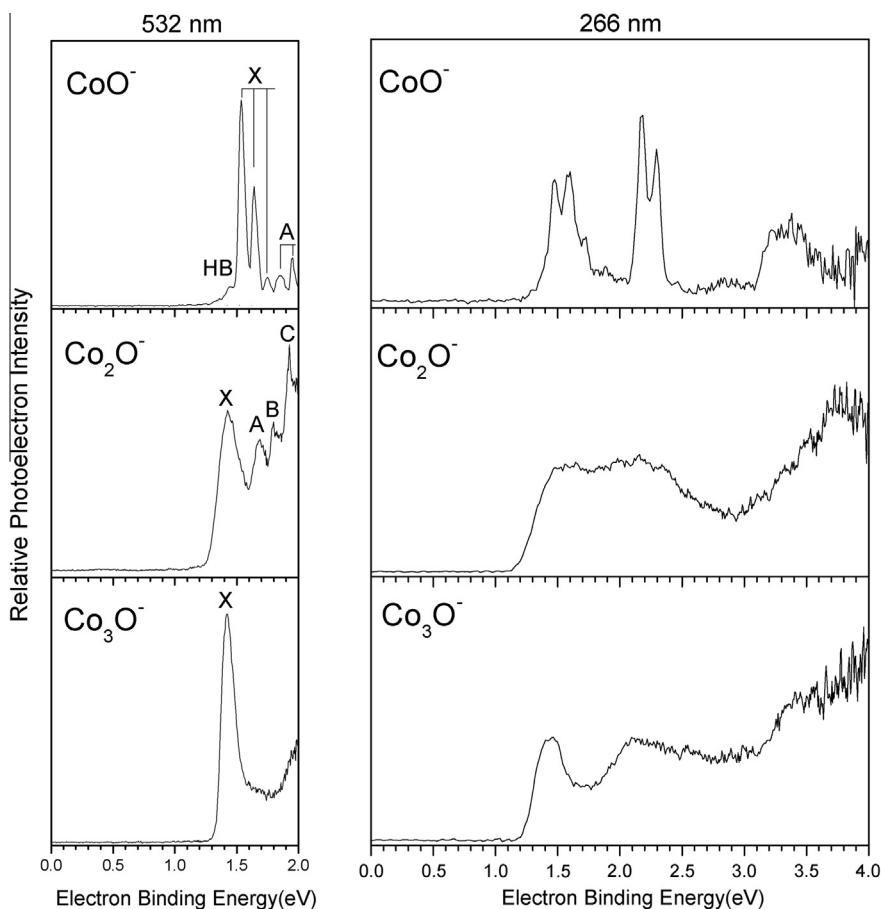 532 nm
266 nm
Relative Photoelectron Intensity
CoO⁻
X
HB
A
CoO⁻
Co₂O⁻
X
A
B
C
Co₂O⁻
Co₃O⁻
X
Co₃O⁻
0.0 0.5 1.0 1.5 2.0
0.0 0.5 1.0 1.5 2.0 2.5 3.0 3.5 4.0
Electron Binding Energy(eV)
Electron Binding Energy(eV)